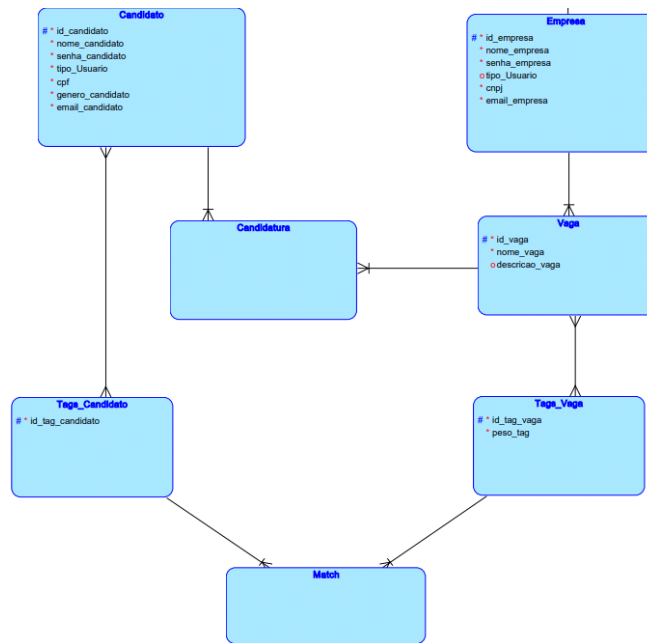 Candidato
# * id_candidato
* nome_candidato
* senha_candidato
* tipo_Usuario
* cpf
* genero_candidato
* email_candidato
Empresa
# * id_empresa
* nome_empresa
* senha_empresa
o tipo_Usuario
* cnpj
* email_empresa
Candidatura
Vaga
# * id_vaga
* nome_vaga
o descricao_vaga
Tags_Candidato
# * id_tag_candidato
Tags_Vaga
# * id_tag_vaga
* peso_tag
Match